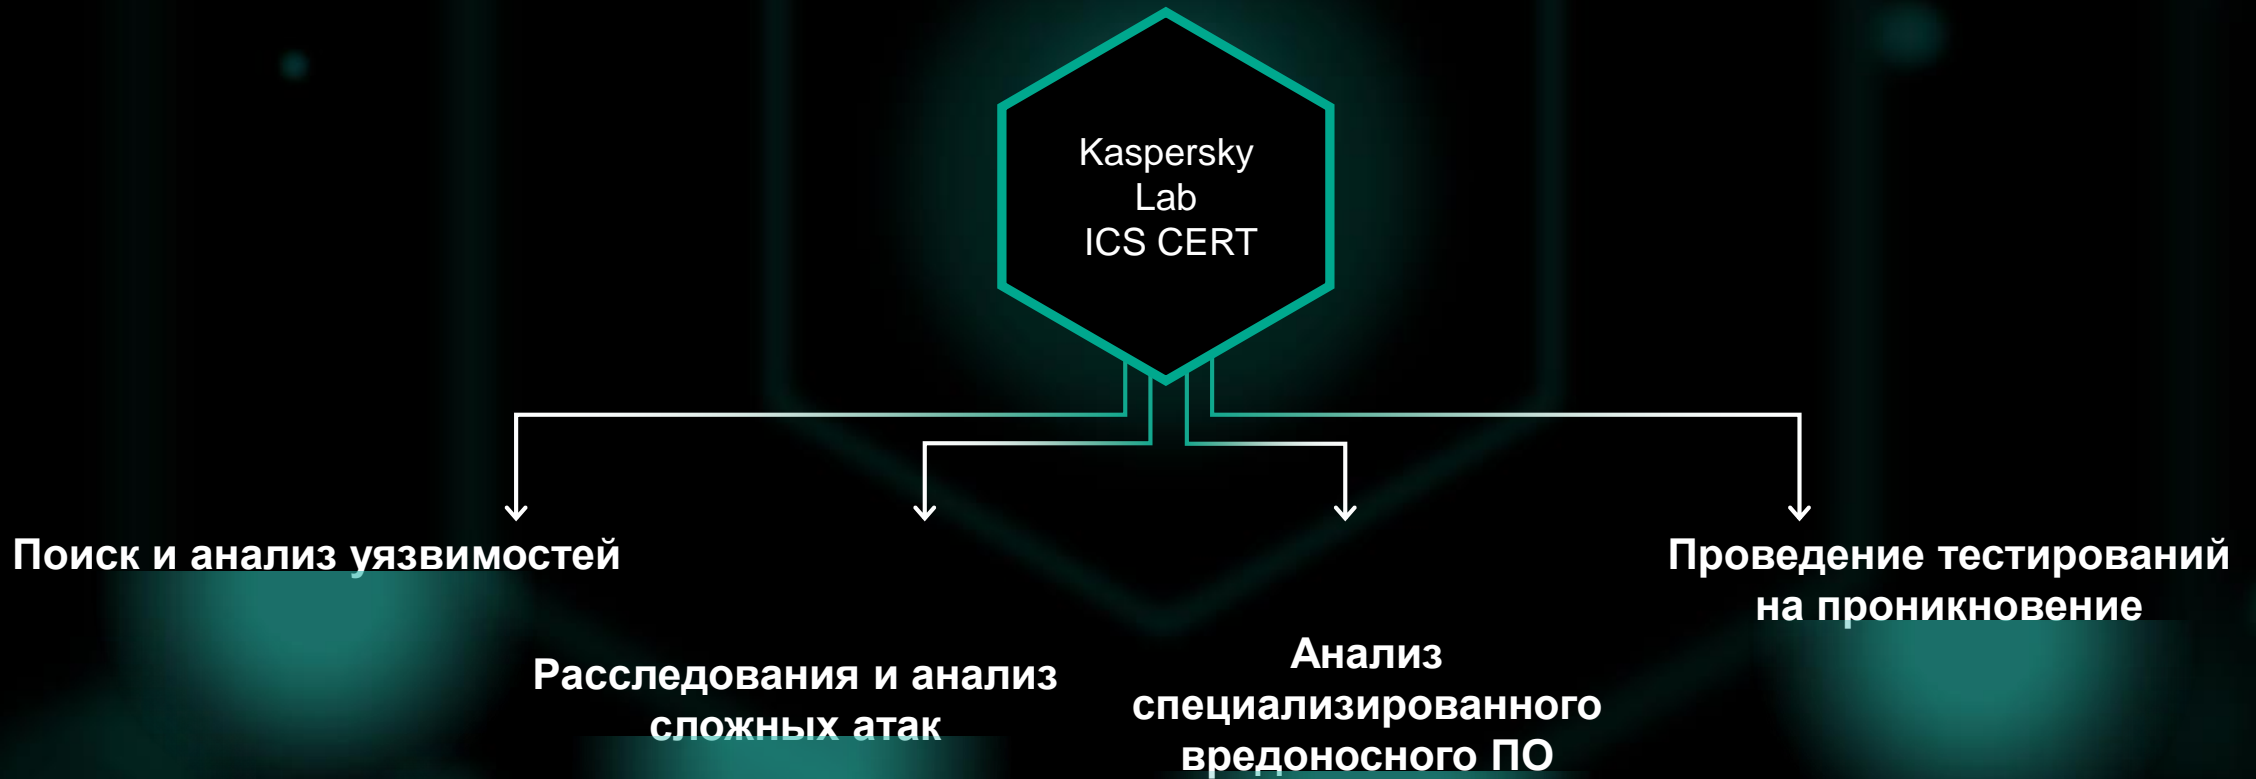 Kaspersky
Lab
ICS CERT
Поиск и анализ уязвимостей
Расследования и анализ
сложных атак
Анализ
специализированного
вредоносного ПО
Проведение тестирований
на проникновение